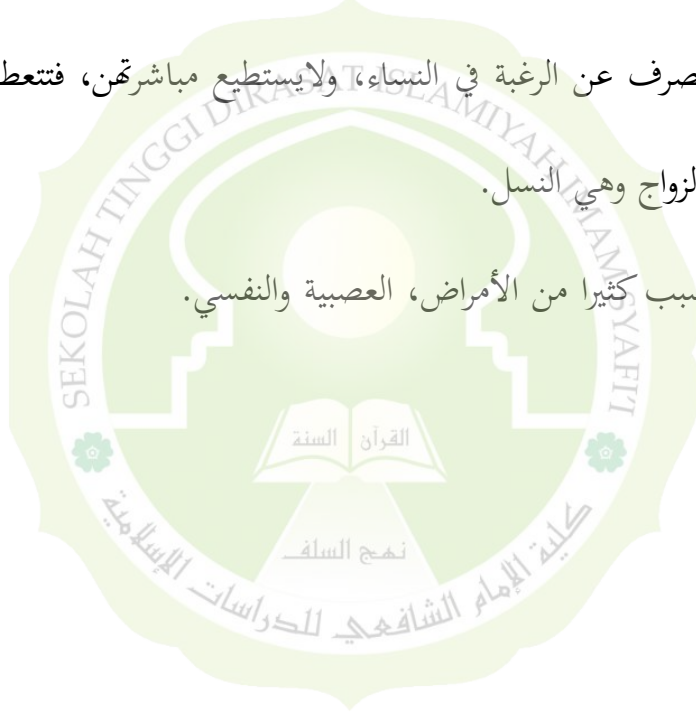 صرف عن الرغبة في النساء، ولايستطيع مباشرتهن، فتتعط
لزواج وهي النسل.
سبب كثيرا من الأمراض، العصبية والنفسي.
SEKOLAH TINGGI DIRASAT ISLAMIYAH IMAM SYAFI'I
القرآن السنة
نهج السلف
كلية الإمام الشافعي للدراسات الإسلامية